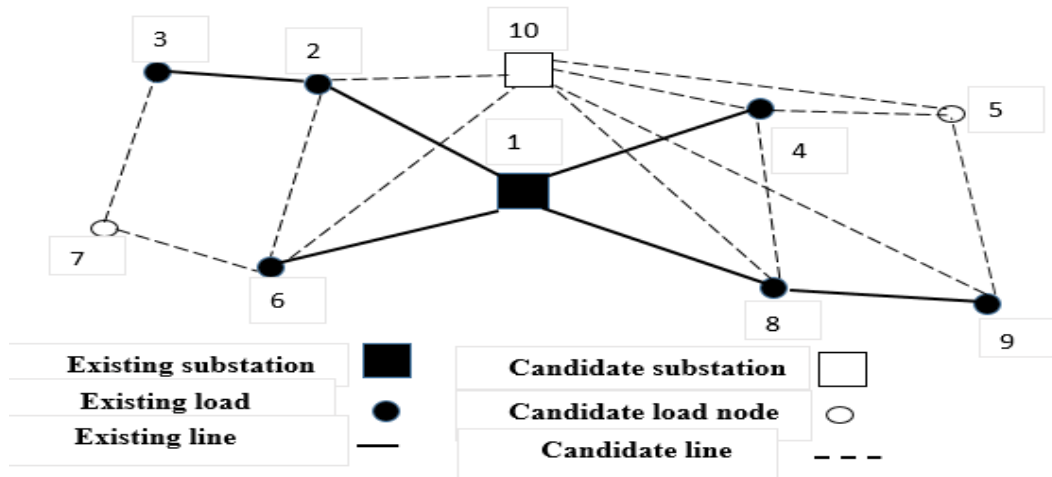 10
3
2
5
1
4
7
6
8
9
Existing substation
Candidate substation
Existing load
Candidate load node
Existing line
Candidate line